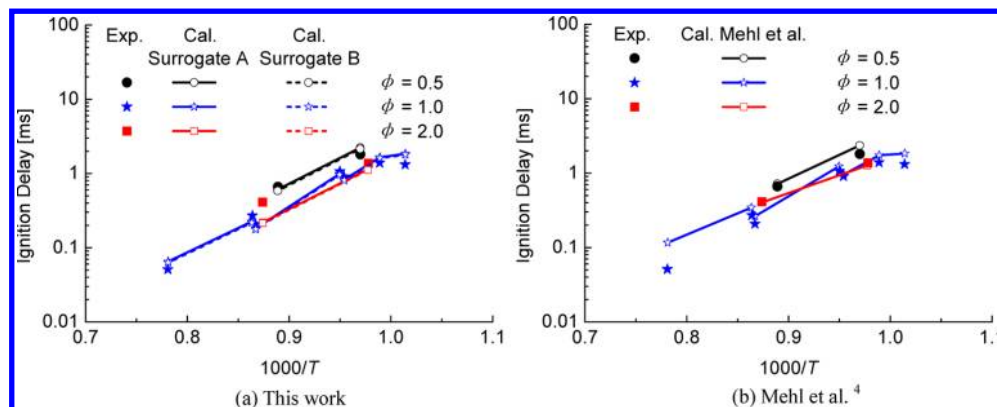 Exp. Cal. Cal.
Surrogate A Surrogate B
ϕ = 0.5
ϕ = 1.0
ϕ = 2.0
100
10
1
0.1
0.01
Ignition Delay [ms]
0.7 0.8 0.9 1.0 1.1
1000/T
(a) This work
Exp. Cal. Mehl et al.
ϕ = 0.5
ϕ = 1.0
ϕ = 2.0
100
10
1
0.1
0.01
Ignition Delay [ms]
0.7 0.8 0.9 1.0 1.1
1000/T
(b) Mehl et al. 4